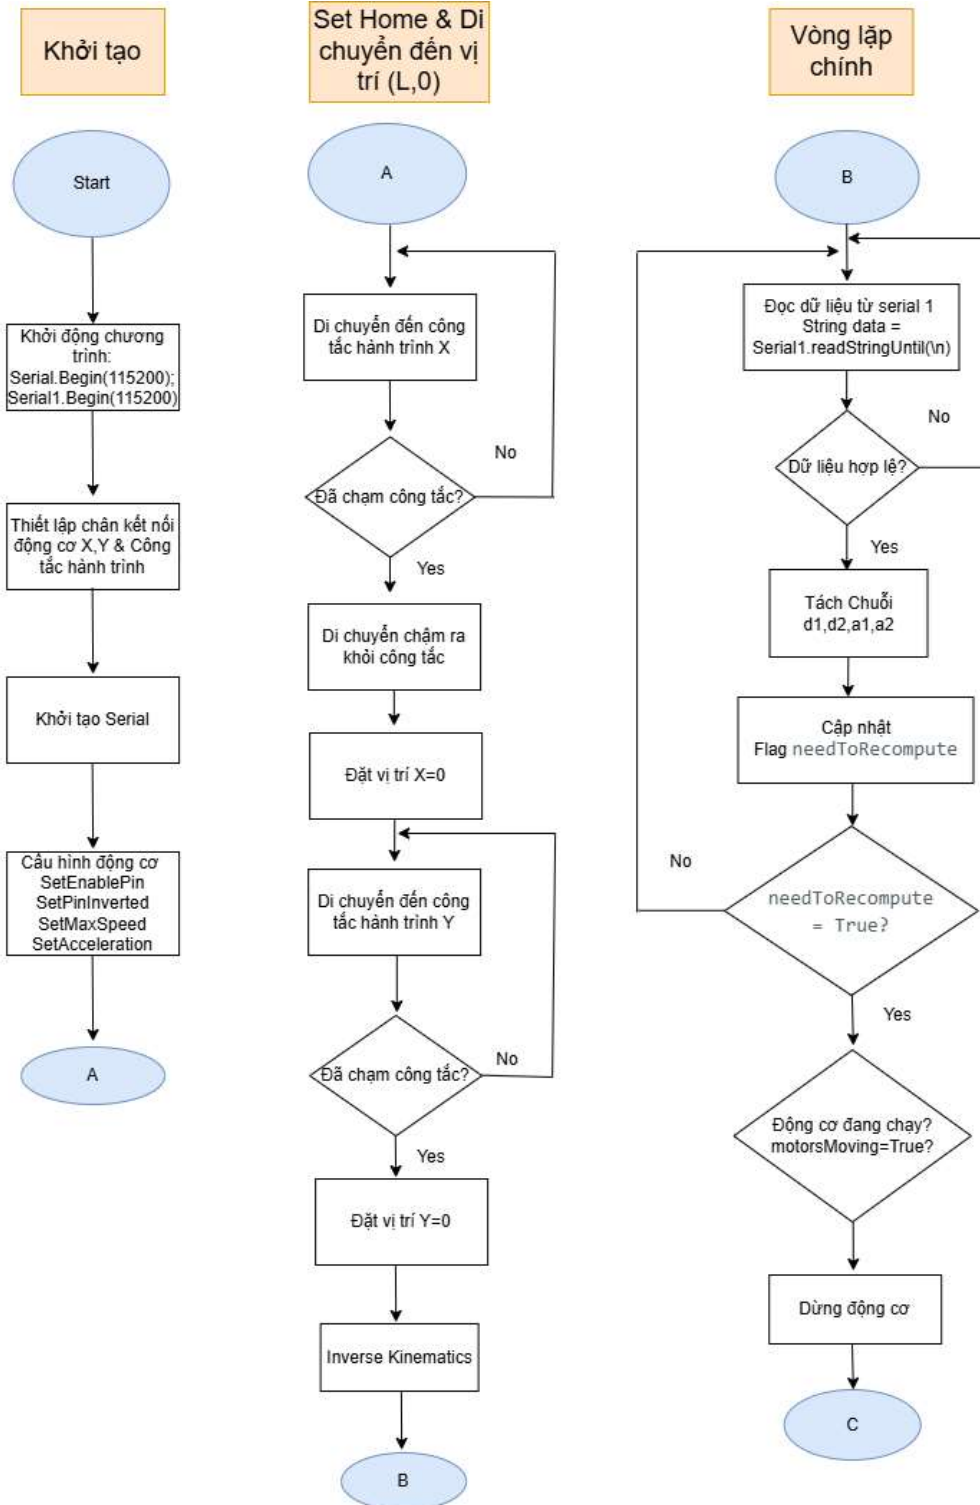 Khởi tạo
Start
Khởi động chương
trình:
Serial.Begin(115200);
Serial1.Begin(115200)
Thiết lập chân kết nối
động cơ X,Y & Công
tắc hành trình
Khởi tạo Serial
Cấu hình động cơ
SetEnablePin
SetPinInverted
SetMaxSpeed
SetAcceleration
A
Set Home & Di
chuyển đến vị
trí (L,0)
A
Di chuyển đến công
tắc hành trình X
No
Đã chạm công tắc?
Yes
Di chuyển chậm ra
khỏi công tắc
Đặt vị trí X=0
Di chuyển đến công
tắc hành trình Y
No
Đã chạm công tắc?
Yes
Đặt vị trí Y=0
Inverse Kinematics
B
Vòng lặp
chính
B
Đọc dữ liệu từ serial 1
String data =
Serial1.readStringUntil(\n)
No
Dữ liệu hợp lệ?
Yes
Tách Chuỗi
d1,d2,a1,a2
Cập nhật
Flag needToRecompute
No
needToRecompute
= True?
Yes
Động cơ đang chạy?
motorsMoving=True?
Dừng động cơ
C